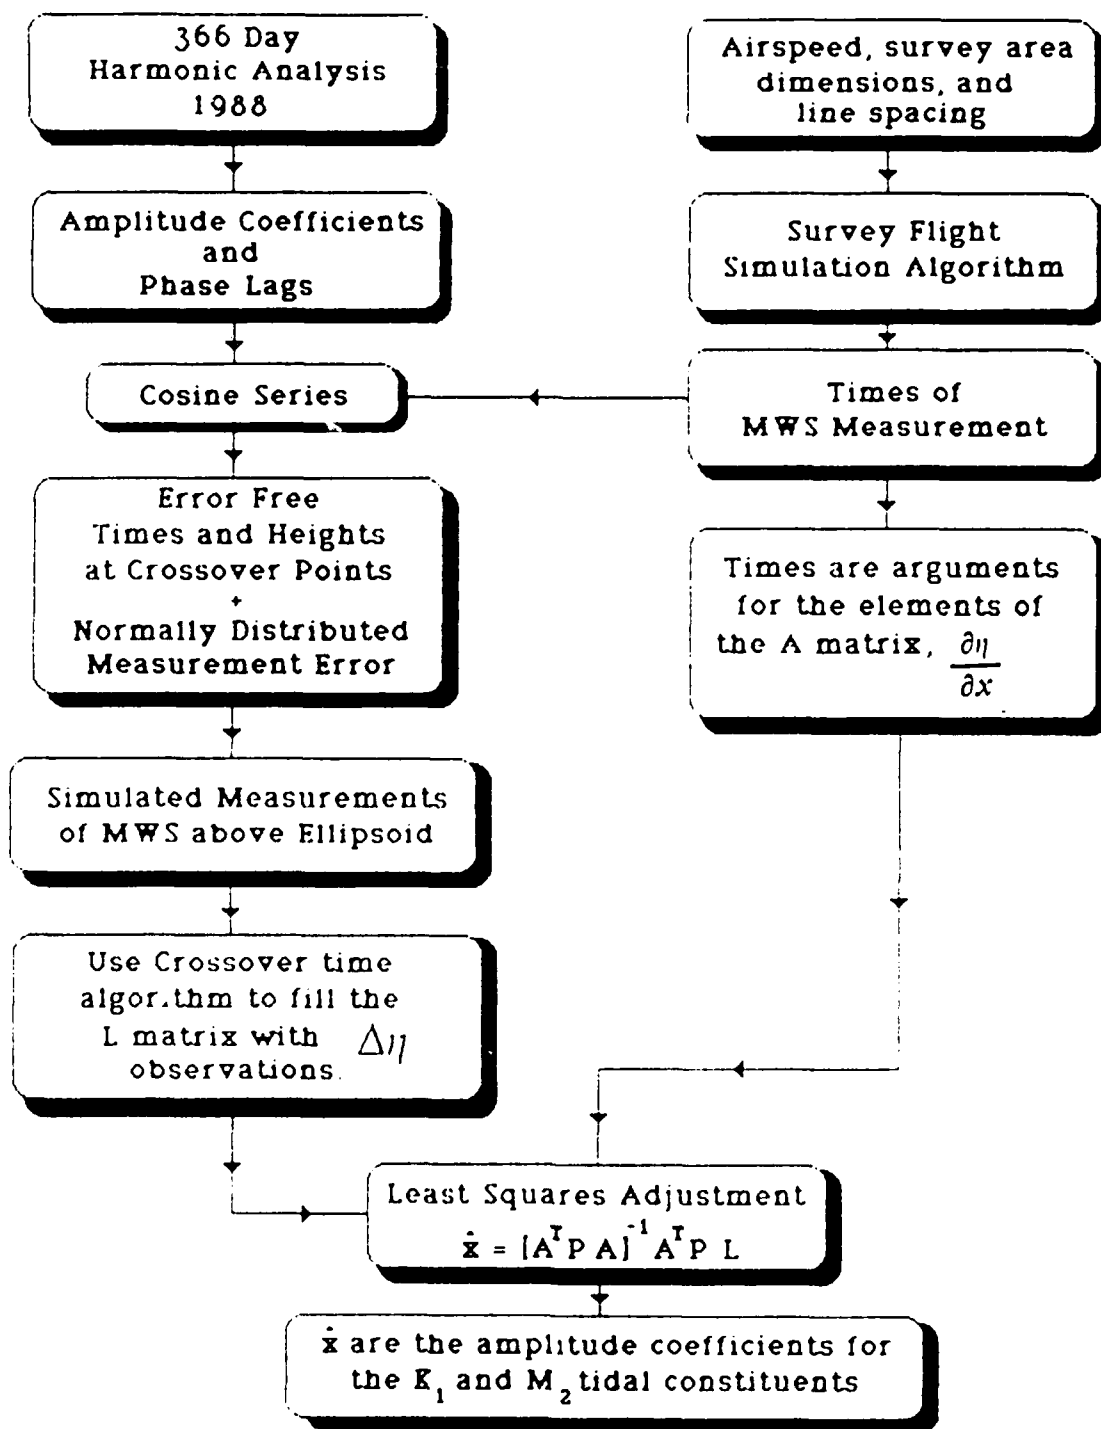 366 Day
Harmonic Analysis
1988
Amplitude Coefficients
and
Phase Lags
Cosine Series
Error Free
Times and Heights
at Crossover Points
+
Normally Distributed
Measurement Error
Simulated Measurements
of MWS above Ellipsoid
Use Crossover time
algor.thm to fill the
L matrix with Δη
observations.
Airspeed, survey area
dimensions, and
line spacing
Survey Flight
Simulation Algorithm
Times of
MWS Measurement
Times are arguments
for the elements of
the A matrix, ∂η/∂x
Least Squares Adjustment
x̂ = [AᵀP A]⁻¹ AᵀP L
x̂ are the amplitude coefficients for
the K₁ and M₂ tidal constituents